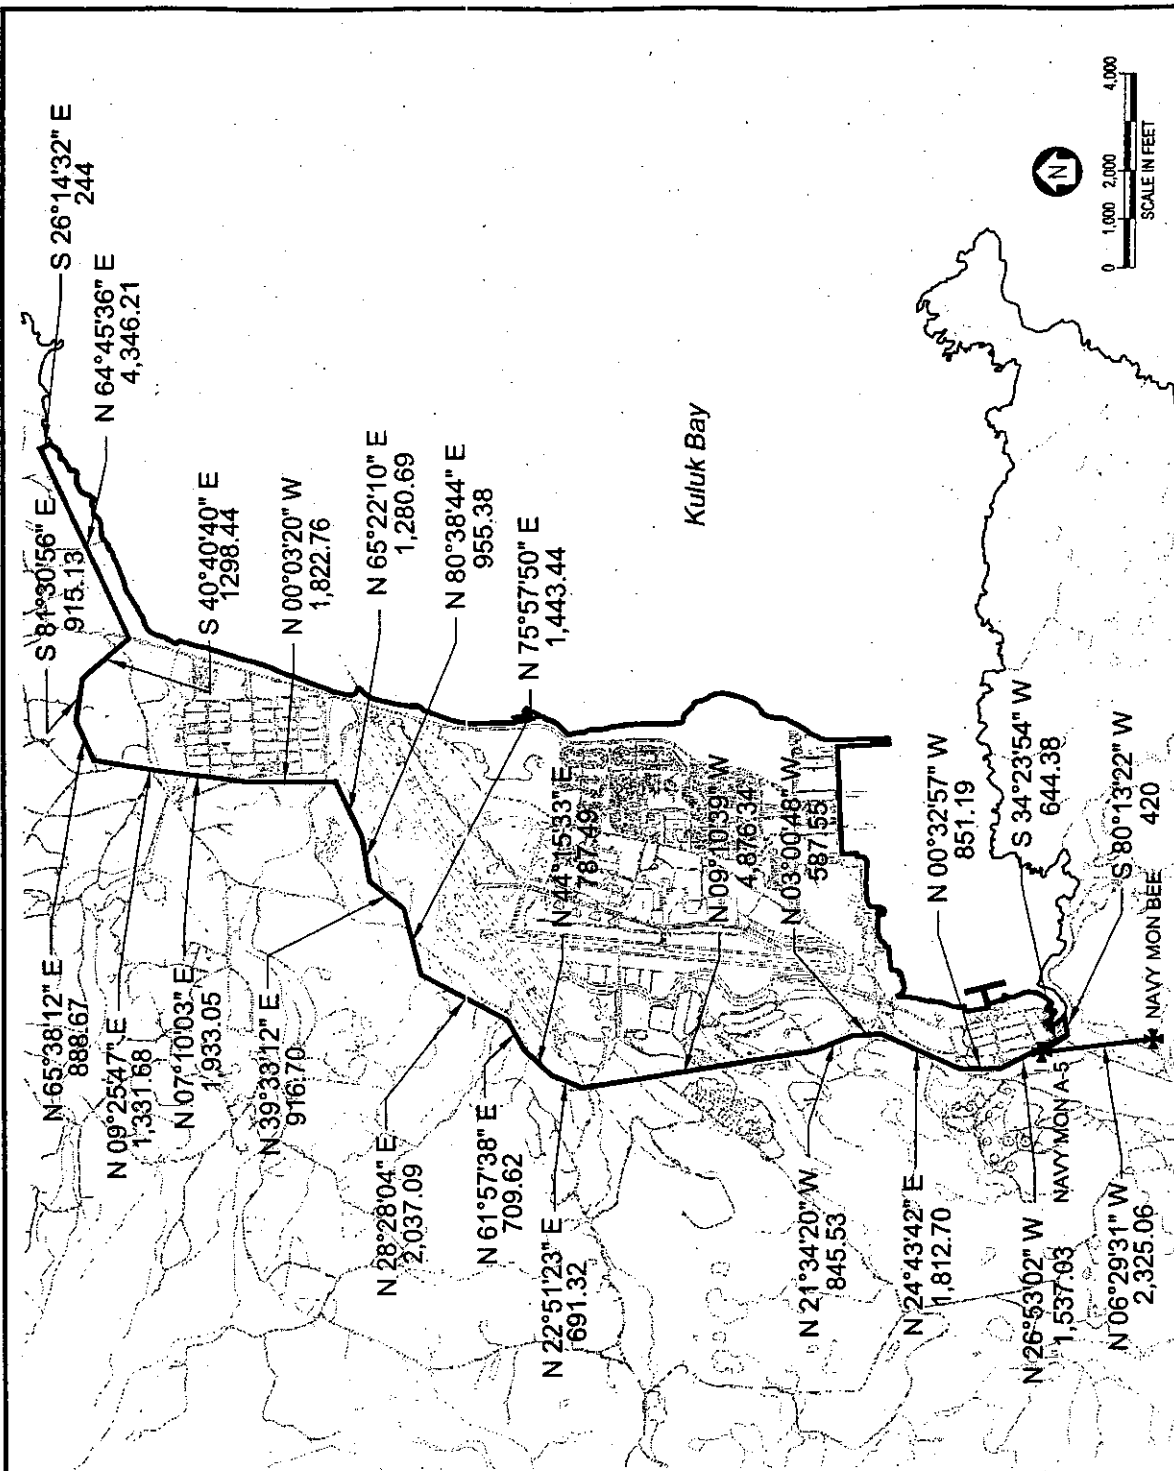 S 26°14'32" E
244
N 64°45'36" E
4,346.21
S 81°30'56" E
915.13
S 40°40'40" E
1298.44
N 00°03'20" W
1,822.76
N 65°22'10" E
1,280.69
N 80°38'44" E
955.38
N 75°57'50" E
1,443.44
N 65°38'12" E
888.67
N 09°25'47" E
1,331.68
N 07°10'03" E
1,933.05
N 39°33'12" E
916.70
N 28°28'04" E
2,037.09
N 61°57'38" E
709.62
N 22°51'23" E
691.32
N 44°15'33" E
787.49
N 09°10'39" W
4,876.34
N 03°00'48" W
587.55
N 21°34'20" W
845.53
N 24°43'42" E
1,812.70
N 26°53'02" W
1,537.03
N 06°29'31" W
2,325.06
N 00°32'57" W
851.19
S 34°23'54" W
644.38
S 80°13'22" W
420
NAVY MON A-5
NAVY MON BEE
Kuluk Bay
N
0 1,000 2,000 4,000
SCALE IN FEET